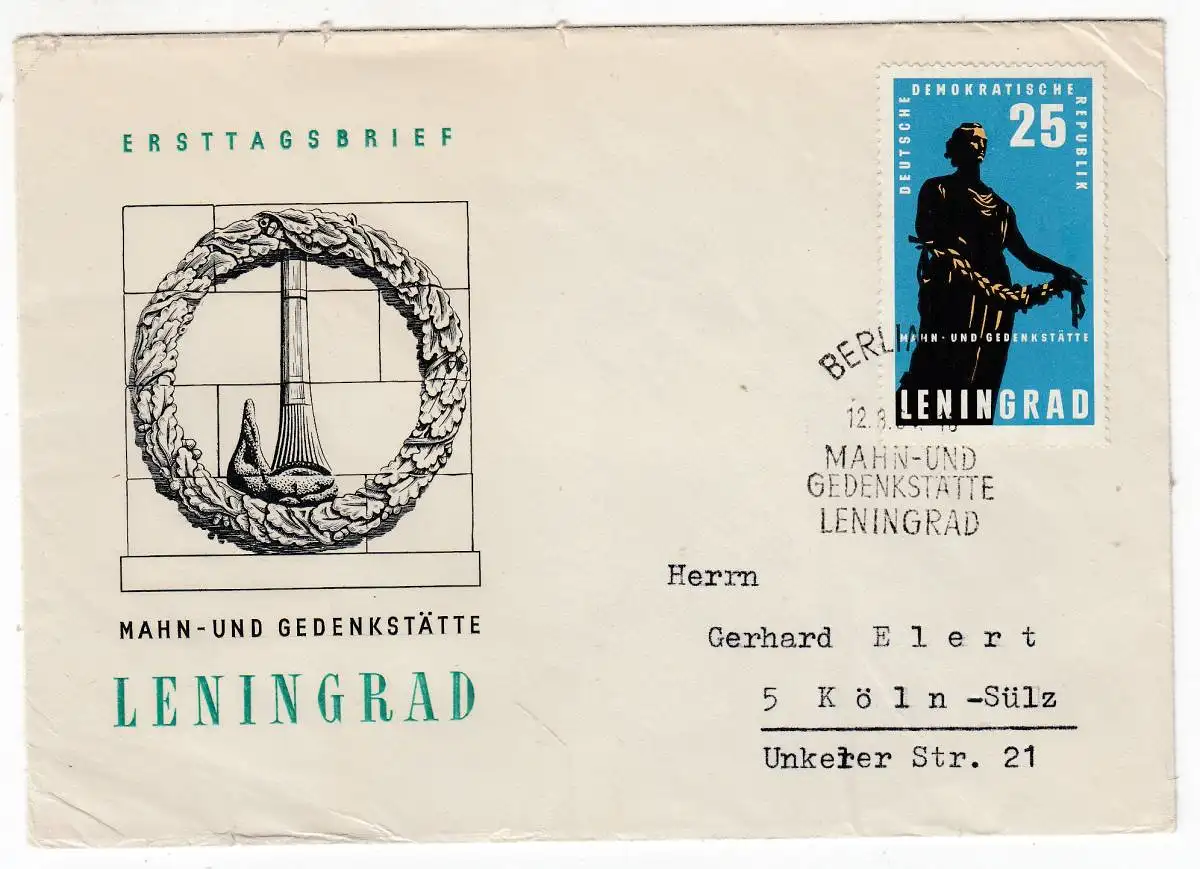 ERSTTAGSBRIEF
MAHN-UND GEDENKSTÄTTE
LENINGRAD
DEUTSCHE
DEMOKRATISCHE
REPUBLIK
25
MAHN-UND GEDENKSTÄTTE
LENINGRAD
BERLIN
MAHN-UND
GEDENKSTÄTTE
LENINGRAD
Herrn
Gerhard Elert
5 Köln-Sülz
Unkeler Str. 21